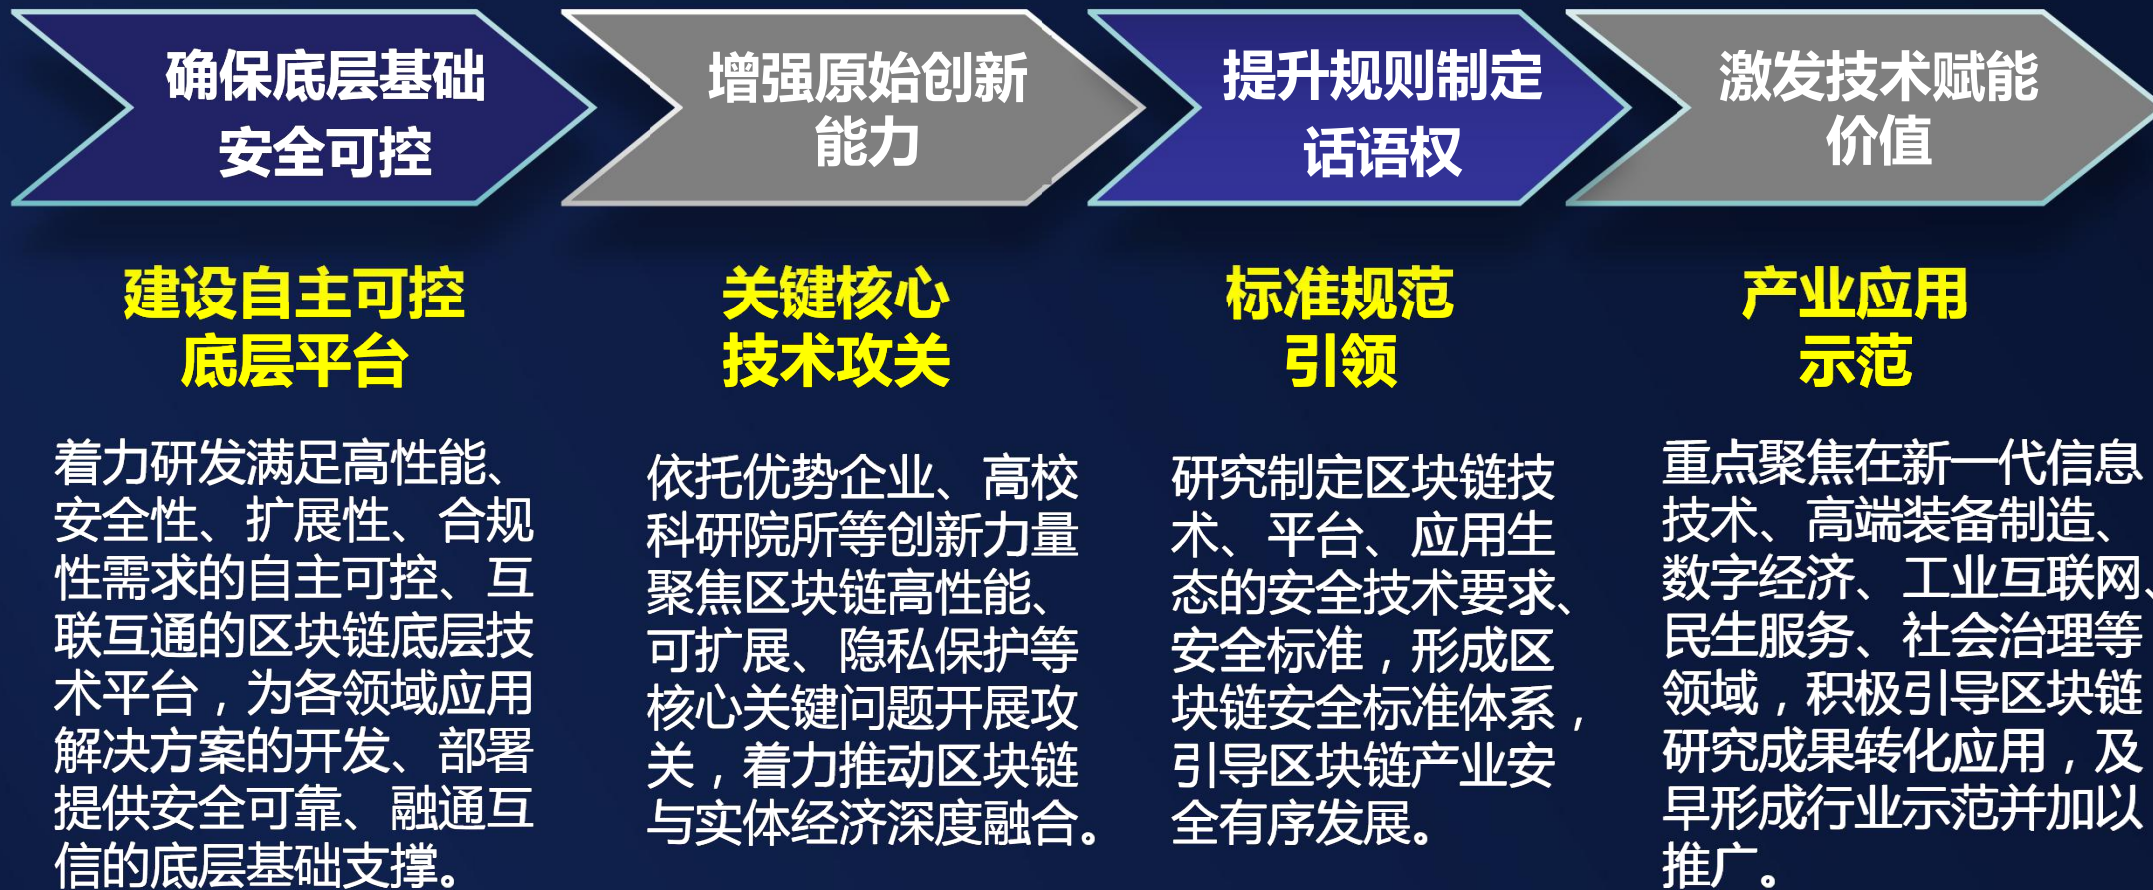 确保底层基础
安全可控
增强原始创新
能力
提升规则制定
话语权
激发技术赋能
价值
建设自主可控
底层平台
关键核心
技术攻关
标准规范
引领
产业应用
示范
着力研发满足高性能、
安全性、扩展性、合规
性需求的自主可控、互
联互通的区块链底层技
术平台，为各领域应用
解决方案的开发、部署
提供安全可靠、融通互
信的底层基础支撑。
依托优势企业、高校
科研院所等创新力量
聚焦区块链高性能、
可扩展、隐私保护等
核心关键问题开展攻
关，着力推动区块链
与实体经济深度融合。
研究制定区块链技
术、平台、应用生
态的安全技术要求、
安全标准，形成区
块链安全标准体系，
引导区块链产业安
全有序发展。
重点聚焦在新一代信息
技术、高端装备制造、
数字经济、工业互联网、
民生服务、社会治理等
领域，积极引导区块链
研究成果转化应用，及
早形成行业示范并加以
推广。